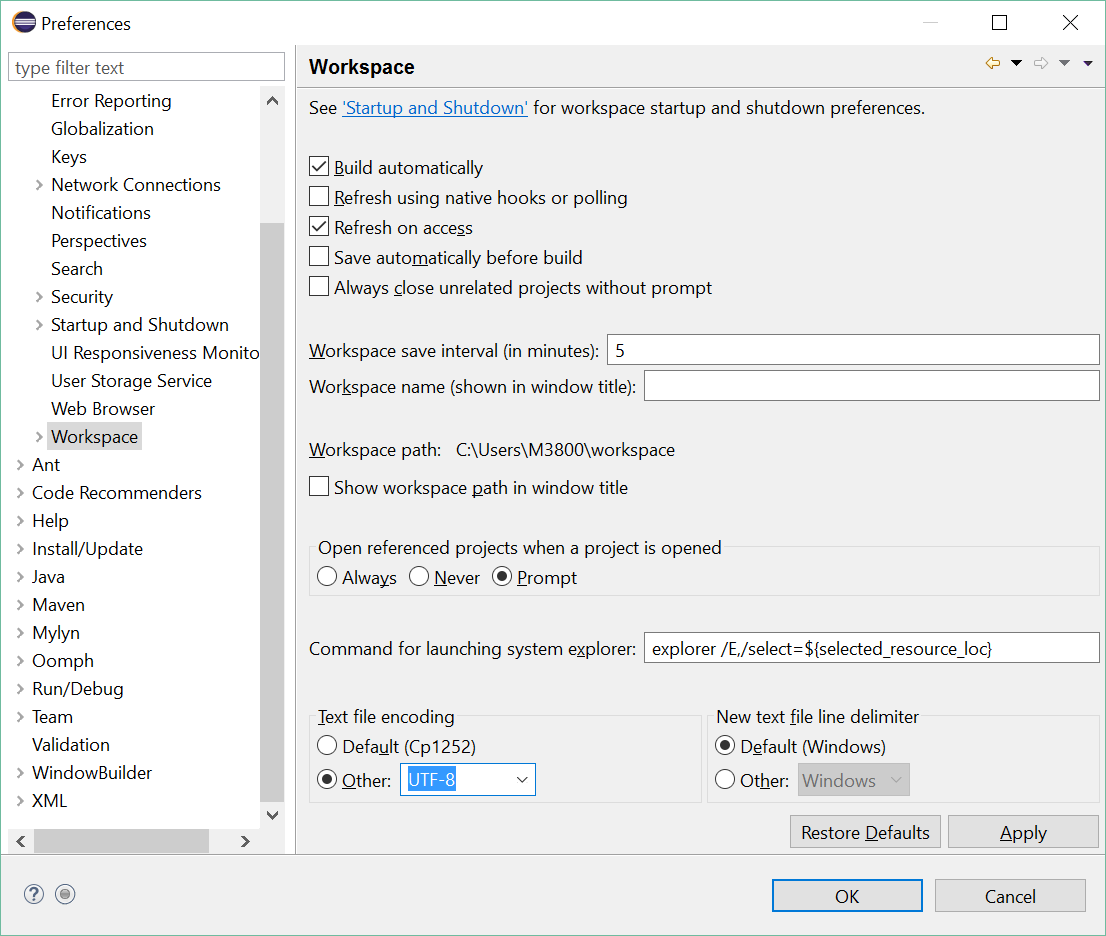 Preferences
type filter text
Error Reporting
Globalization
Keys
Network Connections
Notifications
Perspectives
Search
Security
Startup and Shutdown
UI Responsiveness Monito
User Storage Service
Web Browser
Workspace
Ant
Code Recommenders
Help
Install/Update
Java
Maven
Mylyn
Oomph
Run/Debug
Team
Validation
WindowBuilder
XML
Workspace
See 'Startup and Shutdown' for workspace startup and shutdown preferences.
Build automatically
Refresh using native hooks or polling
Refresh on access
Save automatically before build
Always close unrelated projects without prompt
Workspace save interval (in minutes): 5
Workspace name (shown in window title):
Workspace path: C:\Users\M3800\workspace
Show workspace path in window title
Open referenced projects when a project is opened
Always Never Prompt
Command for launching system explorer: explorer /E,/select=${selected_resource_loc}
Text file encoding
Default (Cp1252)
Other: UTF-8
New text file line delimiter
Default (Windows)
Other: Windows
Restore Defaults Apply
? OK Cancel